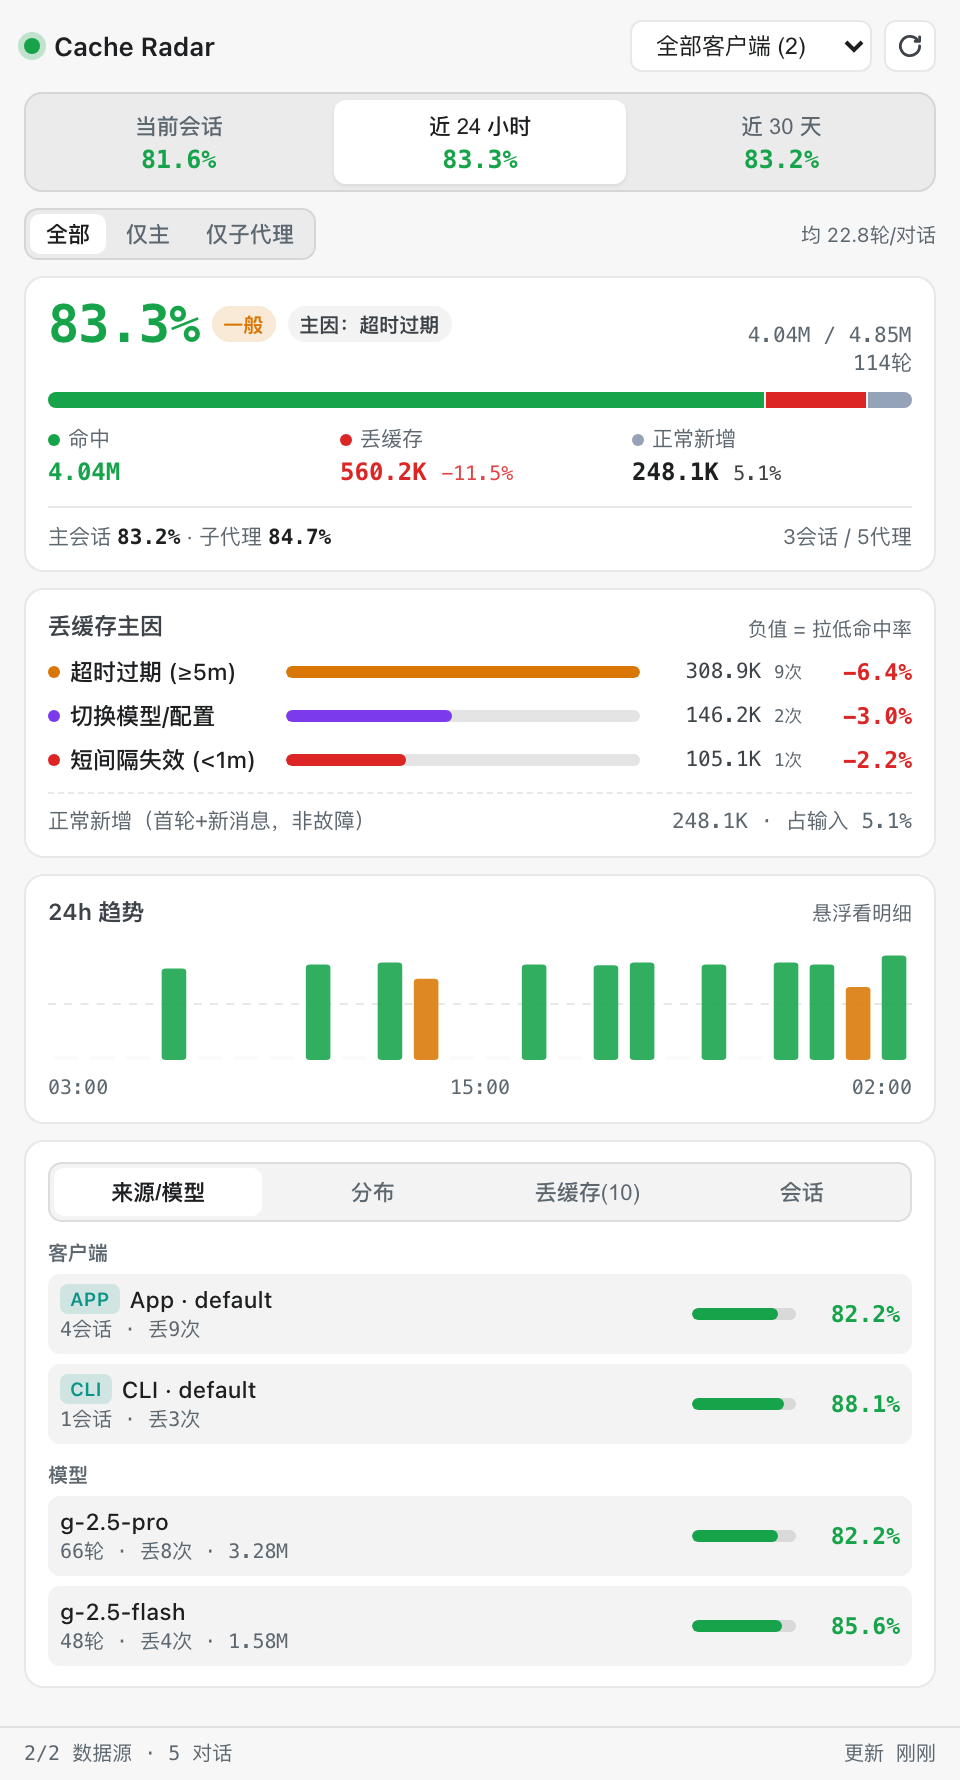 Cache Radar
全部客户端 (2)
当前会话
81.6%
近 24 小时
83.3%
近 30 天
83.2%
全部
仅主
仅子代理
均 22.8轮/对话
83.3%
一般
主因：超时过期
4.04M / 4.85M
114轮
命中
4.04M
丢缓存
560.2K −11.5%
正常新增
248.1K 5.1%
主会话 83.2% · 子代理 84.7%
3会话 / 5代理
丢缓存主因
负值 = 拉低命中率
超时过期 (≥5m)
308.9K 9次
−6.4%
切换模型/配置
146.2K 2次
−3.0%
短间隔失效 (<1m)
105.1K 1次
−2.2%
正常新增（首轮+新消息，非故障）
248.1K · 占输入 5.1%
24h 趋势
悬浮看明细
03:00
15:00
02:00
来源/模型
分布
丢缓存(10)
会话
客户端
APP App · default
4会话 · 丢9次
82.2%
CLI CLI · default
1会话 · 丢3次
88.1%
模型
g-2.5-pro
66轮 · 丢8次 · 3.28M
82.2%
g-2.5-flash
48轮 · 丢4次 · 1.58M
85.6%
2/2 数据源 · 5 对话
更新 刚刚